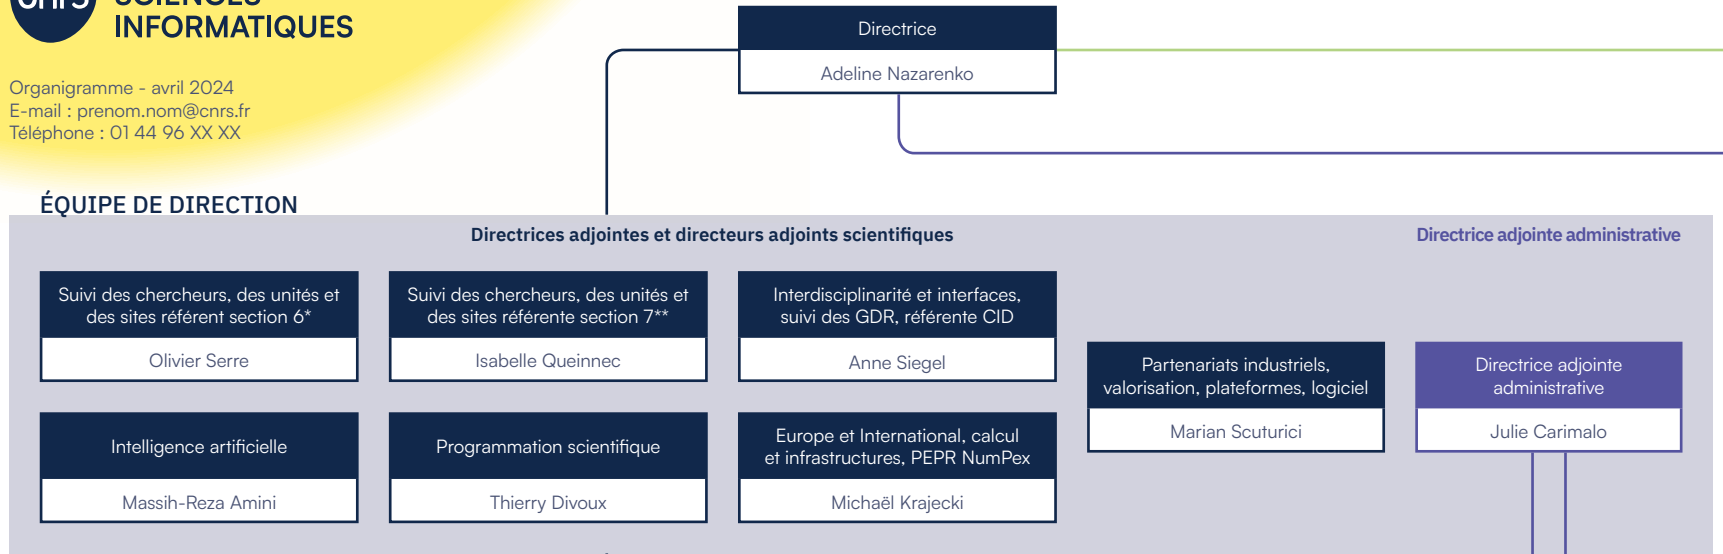 cnrs
SCIENCES
INFORMATIQUES
Organigramme - avril 2024
E-mail : prenom.nom@cnrs.fr
Téléphone : 01 44 96 XX XX
Directrice
Adeline Nazarenko
ÉQUIPE DE DIRECTION
Directrices adjointes et directeurs adjoints scientifiques
Directrice adjointe administrative
Suivi des chercheurs, des unités et
des sites référent section 6*
Olivier Serre
Suivi des chercheurs, des unités et
des sites référente section 7**
Isabelle Queinnec
Interdisciplinarité et interfaces,
suivi des GDR, référente CID
Anne Siegel
Partenariats industriels,
valorisation, plateformes, logiciel
Marian Scuturici
Directrice adjointe
administrative
Julie Carimalo
Intelligence artificielle
Massih-Reza Amini
Programmation scientifique
Thierry Divoux
Europe et International, calcul
et infrastructures, PEPR NumPex
Michaël Krajecki